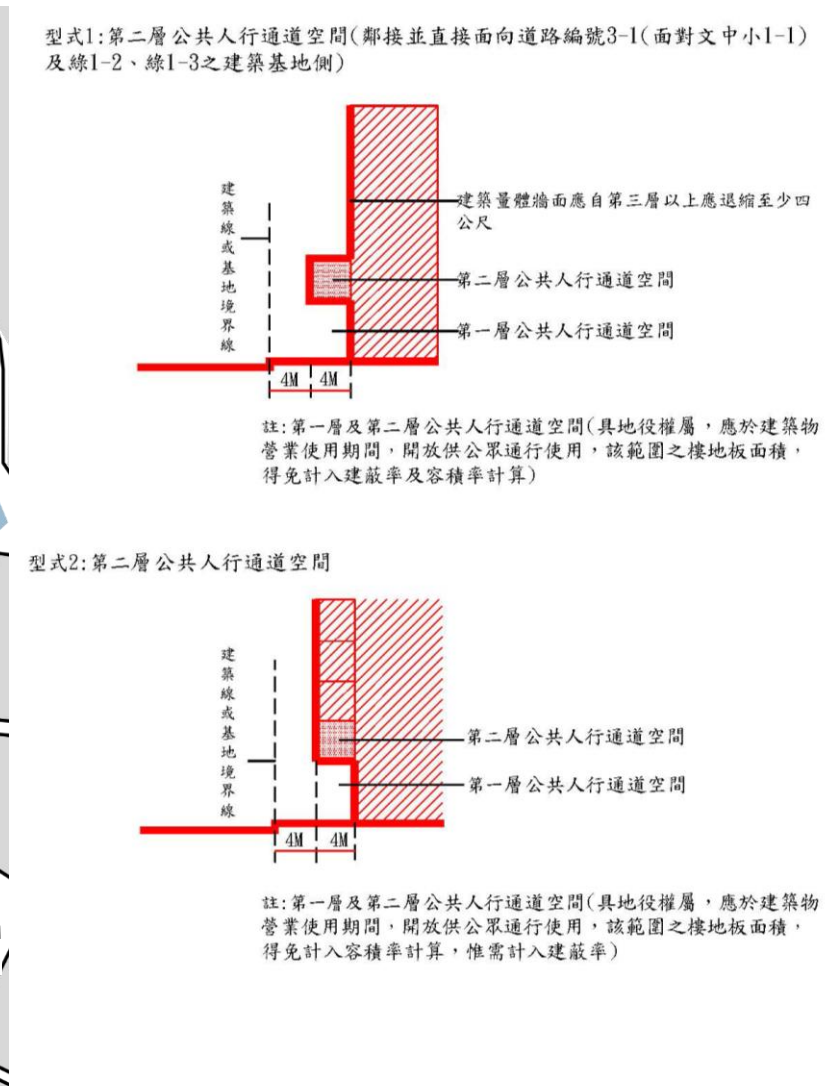 型式1:第二層公共人行通道空間(鄰接並直接面向道路編號3-1(面對文中小1-1)
及綠1-2、綠1-3之建築基地側)
建築線或基地境界線
建築量體牆面應自第三層以上應退縮至少四
公尺
第二層公共人行通道空間
第一層公共人行通道空間
4M 4M
註:第一層及第二層公共人行通道空間(具地役權屬,應於建築物
營業使用期間,開放供公眾通行使用,該範圍之樓地板面積,
得免計入建蔽率及容積率計算)
型式2:第二層公共人行通道空間
建築線或基地境界線
第二層公共人行通道空間
第一層公共人行通道空間
4M 4M
註:第一層及第二層公共人行通道空間(具地役權屬,應於建築物
營業使用期間,開放供公眾通行使用,該範圍之樓地板面積,
得免計入容積率計算,惟需計入建蔽率)